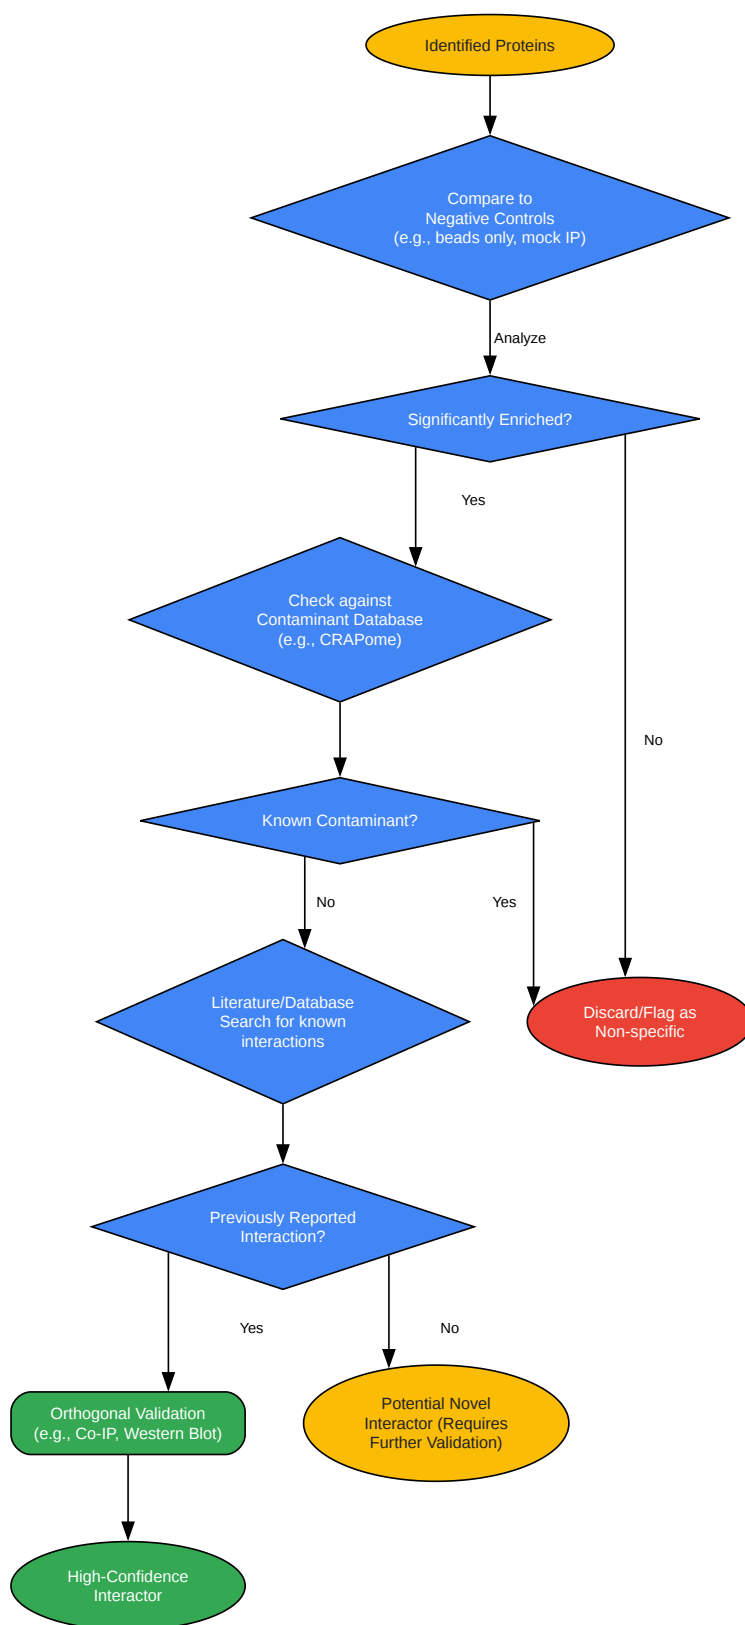 Identified Proteins
Compare to
Negative Controls
(e.g., beads only, mock IP)
Analyze
Significantly Enriched?
Yes
Check against
Contaminant Database
(e.g., CRAPome)
No
Known Contaminant?
No
Yes
Literature/Database
Search for known
interactions
Discard/Flag as
Non-specific
Previously Reported
Interaction?
Yes
No
Orthogonal Validation
(e.g., Co-IP, Western Blot)
Potential Novel
Interactor (Requires
Further Validation)
High-Confidence
Interactor